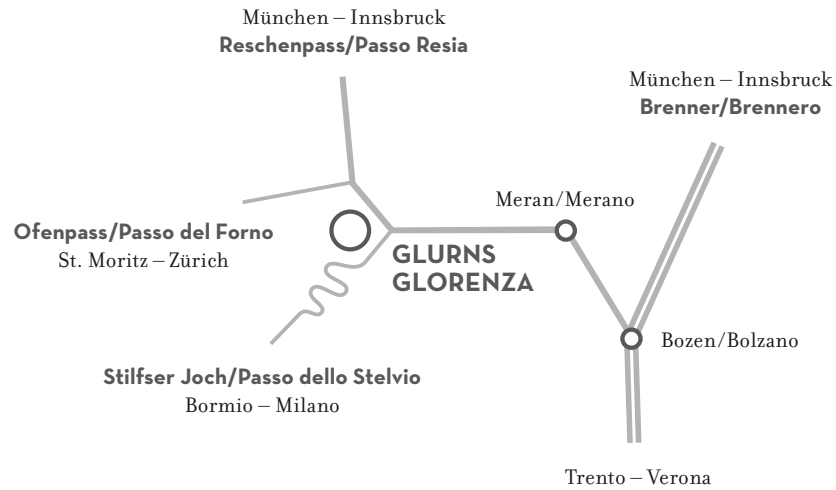 München – Innsbruck
Reschenpass/Passo Resia
München – Innsbruck
Brenner/Brennero
Meran/Merano
Ofenpass/Passo del Forno
St. Moritz – Zürich
GLURNS
GLORENZA
Bozen/Bolzano
Stilfser Joch/Passo dello Stelvio
Bormio – Milano
Trento – Verona